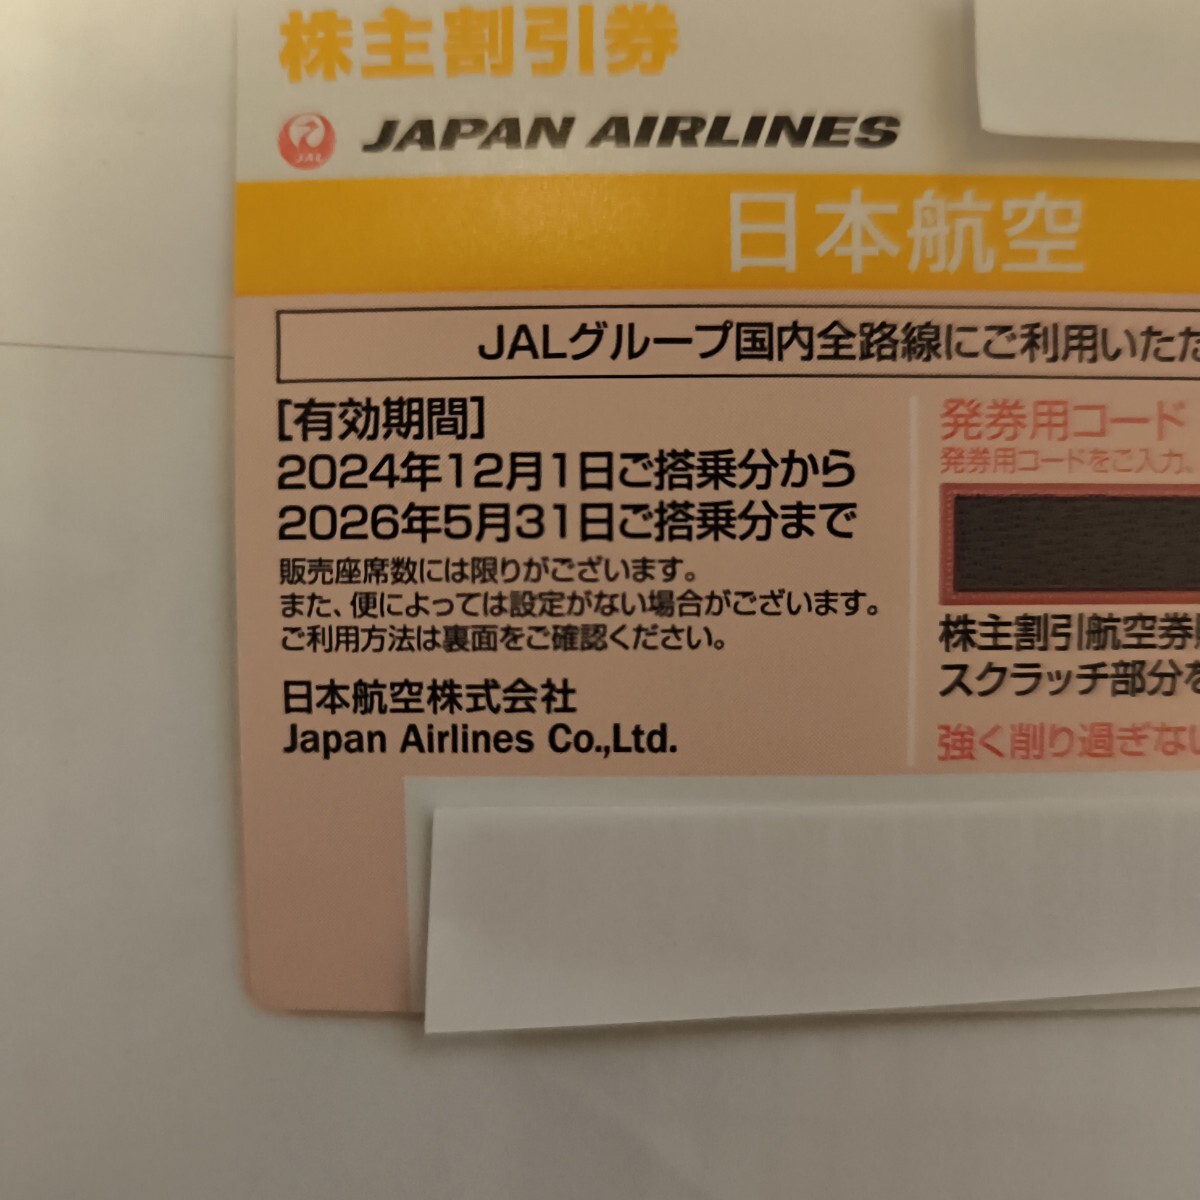 株主割引券
JAL JAPAN AIRLINES
日本航空
JALグループ国内全路線にご利用いただ
[有効期間]
2024年12月1日ご搭乗分から
2026年5月31日ご搭乗分まで
販売座席数には限りがございます。
また、便によっては設定がない場合がございます。
ご利用方法は裏面をご確認ください。
日本航空株式会社
Japan Airlines Co.,Ltd.
発券用コード
発券用コードをご入力。
株主割引航空券
スクラッチ部分を
強く削り過ぎない